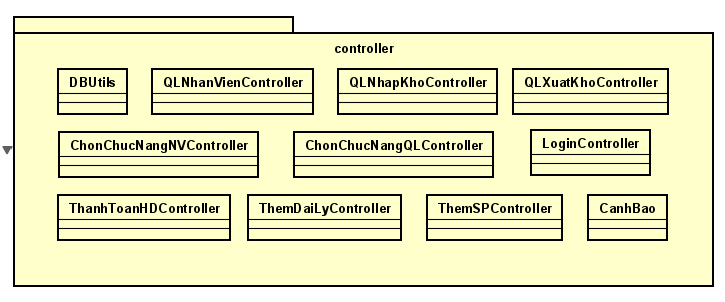 controller
DBUtils QLNhanVienController QLNhapKhoController QLXuatKhoController
ChonChucNangNVController ChonChucNangQLController LoginController
ThanhToanHDController ThemDaiLyController ThemSPController CanhBao